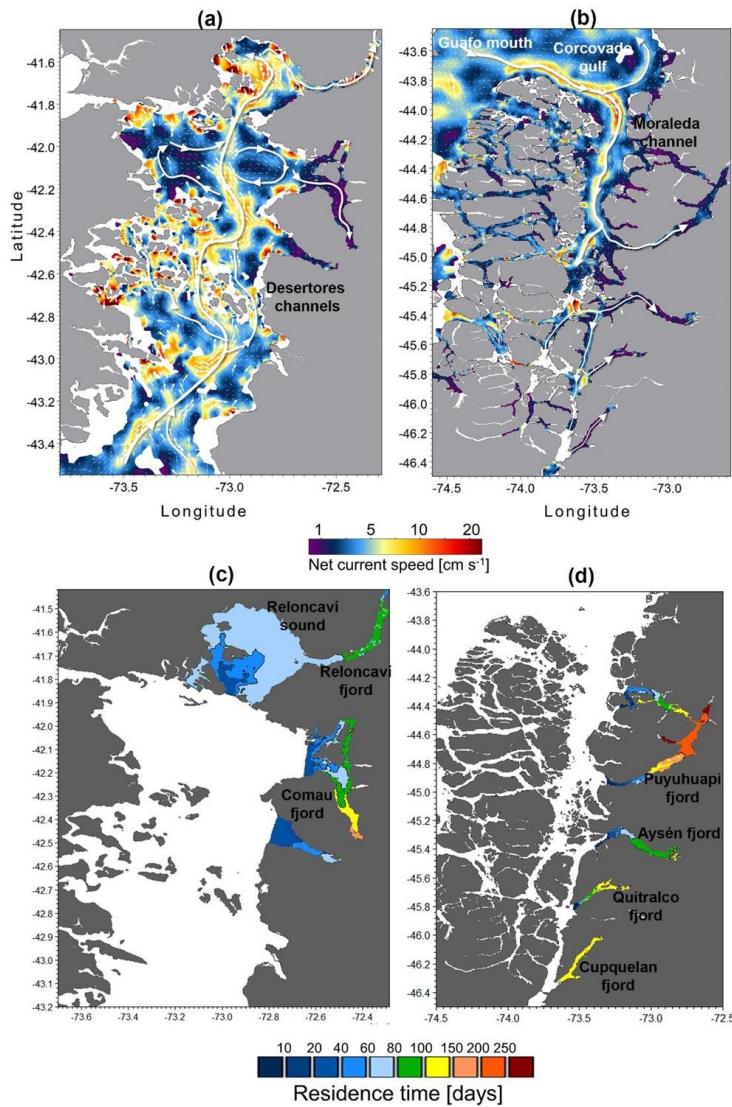 (a)
(b)
-41.6
-41.8
-42.0
-42.2
-42.4
-42.6
-42.8
-43.0
-43.2
-43.4
Latitude
Desertores
channels
-73.5
-73.0
-72.5
Longitude
-43.6
-43.8
-44.0
-44.2
-44.4
-44.6
-44.8
-45.0
-45.2
-45.4
-45.6
-45.8
-46.0
-46.2
-46.4
Guafo mouth
Corcovado
gulf
Moraleda
channel
-74.5
-74.0
-73.5
-73.0
Longitude
1
5
10
20
Net current speed [cm s⁻¹]
(c)
(d)
41.5
41.6
41.7
41.8
41.9
42.0
42.1
42.2
42.3
42.4
42.5
42.6
42.7
42.8
42.9
43.0
43.1
43.2
Reloncaví
sound
Reloncaví
fjord
Comau
fjord
-73.6
-73.4
-73.2
-73.0
-72.8
-72.6
-72.4
43.6
43.8
44.0
44.2
44.4
44.6
44.8
45.0
45.2
45.4
45.6
45.8
46.0
46.2
46.4
Puyuhuapi
fjord
Aysén fjord
Quitralco
fjord
Cupquelan
fjord
-74.5
-74.0
-73.5
-73.0
-72.5
10 20 40 60 80 100 150 200 250
Residence time [days]